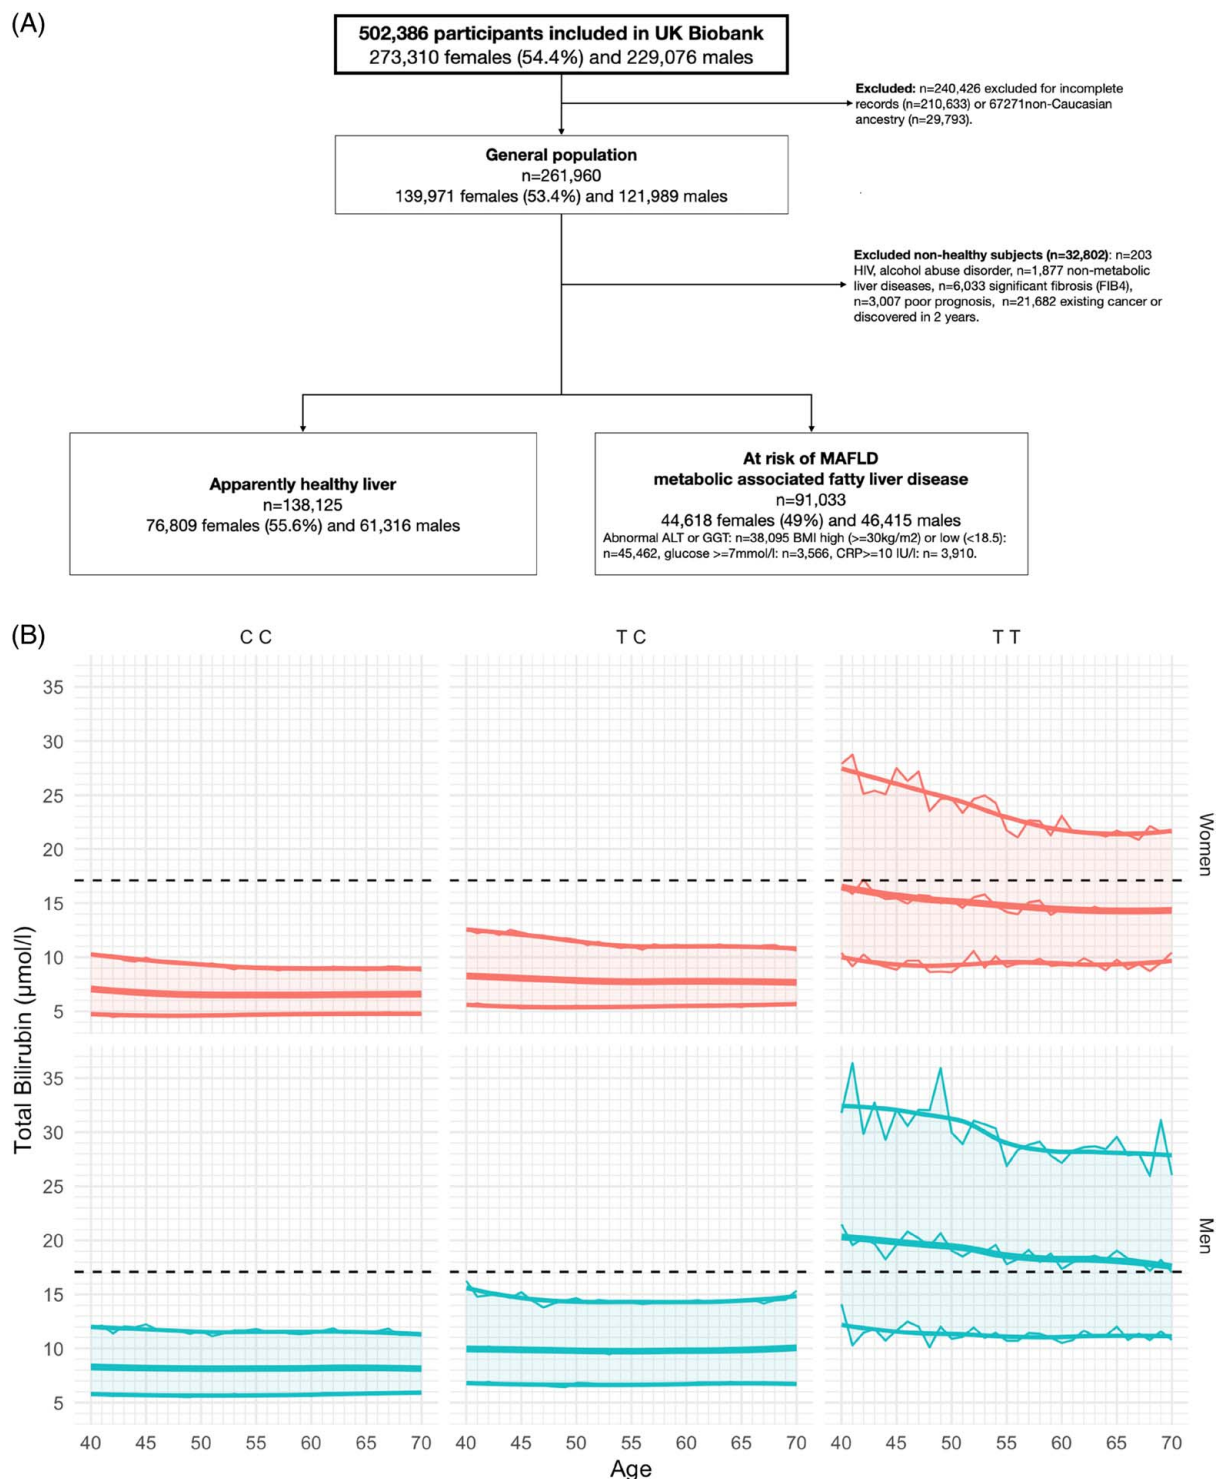 (A)
502,386 participants included in UK Biobank
273,310 females (54.4%) and 229,076 males
Excluded: n=240,426 excluded for incomplete
records (n=210,633) or 67271non-Caucasian
ancestry (n=29,793).
General population
n=261,960
139,971 females (53.4%) and 121,989 males
Excluded non-healthy subjects (n=32,802): n=203
HIV, alcohol abuse disorder, n=1,877 non-metabolic
liver diseases, n=6,033 significant fibrosis (FIB4),
n=3,007 poor prognosis, n=21,682 existing cancer or
discovered in 2 years.
Apparently healthy liver
n=138,125
76,809 females (55.6%) and 61,316 males
At risk of MAFLD
metabolic associated fatty liver disease
n=91,033
44,618 females (49%) and 46,415 males
Abnormal ALT or GGT: n=38,095 BMI high (>=30kg/m2) or low (<18.5):
n=45,462, glucose >=7mmol/l: n=3,566, CRP>=10 IU/l: n= 3,910.
(B)
C C T C T T
35
30
25
20
15
10
5
Women
35
30
25
20
15
10
5
Men
Total Bilirubin (μmol/l)
40 45 50 55 60 65 70 40 45 50 55 60 65 70 40 45 50 55 60 65 70
Age